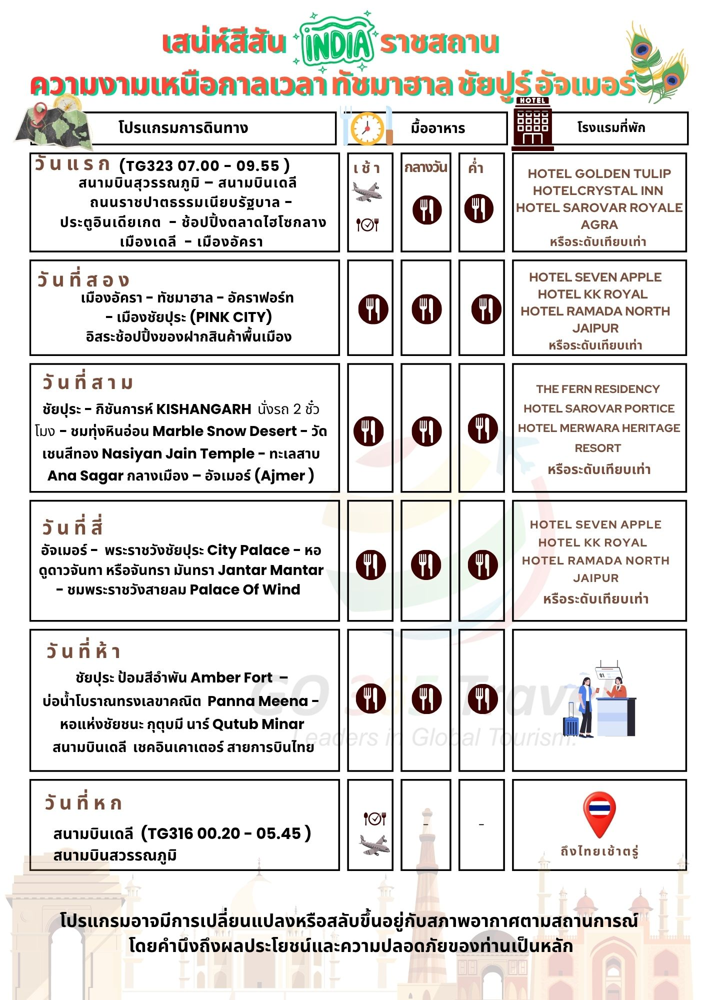 เสน่ห์สีสัน INDIA ราชสถาน
ความงามเหนือกาลเวลา ทัชมาฮาล ชัยปูร์ อัจเมอร์
โปรแกรมการดินทาง
มื้ออาหาร
HOTEL
โรงแรมที่พัก
วันแรก (TG323 07.00 - 09.55 )
สนามบินสุวรรณภูมิ – สนามบินเดลี
ถนนราชปาตธรรมเนียบรัฐบาล -
ประตูอินเดียเกต - ช้อปปิ้งตลาดไฮโซกลาง
เมืองเดลี - เมืองอัครา
เช้า
กลางวัน
ค่ำ
HOTEL GOLDEN TULIP
HOTELCRYSTAL INN
HOTEL SAROVAR ROYALE
AGRA
หรือระดับเทียบเท่า
วันที่สอง
เมืองอัครา - ทัชมาฮาล - อัคราฟอร์ท
- เมืองชัยปุระ (PINK CITY)
อิสระช้อปปิ้งของฝากสินค้าพื้นเมือง
HOTEL SEVEN APPLE
HOTEL KK ROYAL
HOTEL RAMADA NORTH
JAIPUR
หรือระดับเทียบเท่า
วันที่สาม
ชัยปุระ - กิชันการห์ KISHANGARH นั่งรถ 2 ชั่ว
โมง - ชมทุ่งหินอ่อน Marble Snow Desert - วัด
เชนสีทอง Nasiyan Jain Temple - ทะเลสาบ
Ana Sagar กลางเมือง – อัจเมอร์ (Ajmer )
THE FERN RESIDENCY
HOTEL SAROVAR PORTICE
HOTEL MERWARA HERITAGE
RESORT
หรือระดับเทียบเท่า
วันที่สี่
อัจเมอร์ - พระราชวังชัยปุระ City Palace - หอ
ดูดาวจันทา หรือจันทรา มันทรา Jantar Mantar
- ชมพระราชวังสายลม Palace Of Wind
HOTEL SEVEN APPLE
HOTEL KK ROYAL
HOTEL RAMADA NORTH
JAIPUR
หรือระดับเทียบเท่า
วันที่ห้า
ชัยปุระ ป้อมสีอำพัน Amber Fort –
บ่อน้ำโบราณทรงเลขาคณิต Panna Meena -
หอแห่งชัยชนะ กุตุบมี นาร์ Qutub Minar
สนามบินเดลี เชคอินเคาเตอร์ สายการบินไทย
01
GO 365 Travel
Leaders in Global Tourism.
วันที่หก
สนามบินเดลี (TG316 00.20 - 05.45 )
สนามบินสวรรณภูมิ
-
-
ถึงไทยเช้าตรู่
โปรแกรมอาจมีการเปลี่ยนแปลงหรือสลับขึ้นอยู่กับสภาพอากาศตามสถานการณ์
โดยคำนึงถึงผลประโยชน์และความปลอดภัยของท่านเป็นหลัก